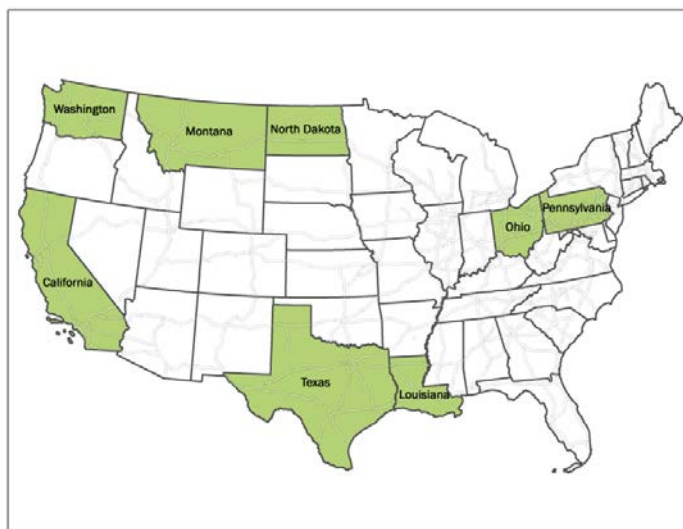 Washington
Montana
North Dakota
Pennsylvania
Ohio
California
Texas
Louisiana